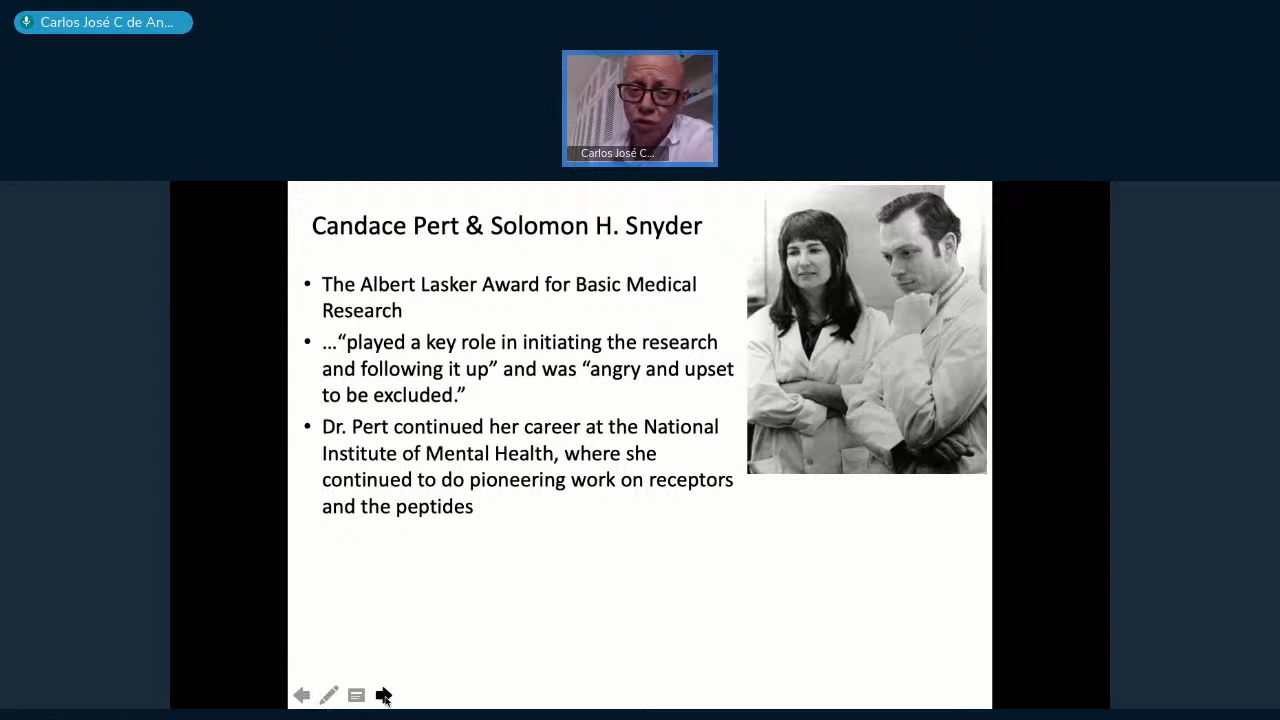 Carlos José C de An...
Carlos José C...
Candace Pert & Solomon H. Snyder
• The Albert Lasker Award for Basic Medical
Research
• …“played a key role in initiating the research
and following it up” and was “angry and upset
to be excluded.”
• Dr. Pert continued her career at the National
Institute of Mental Health, where she
continued to do pioneering work on receptors
and the peptides